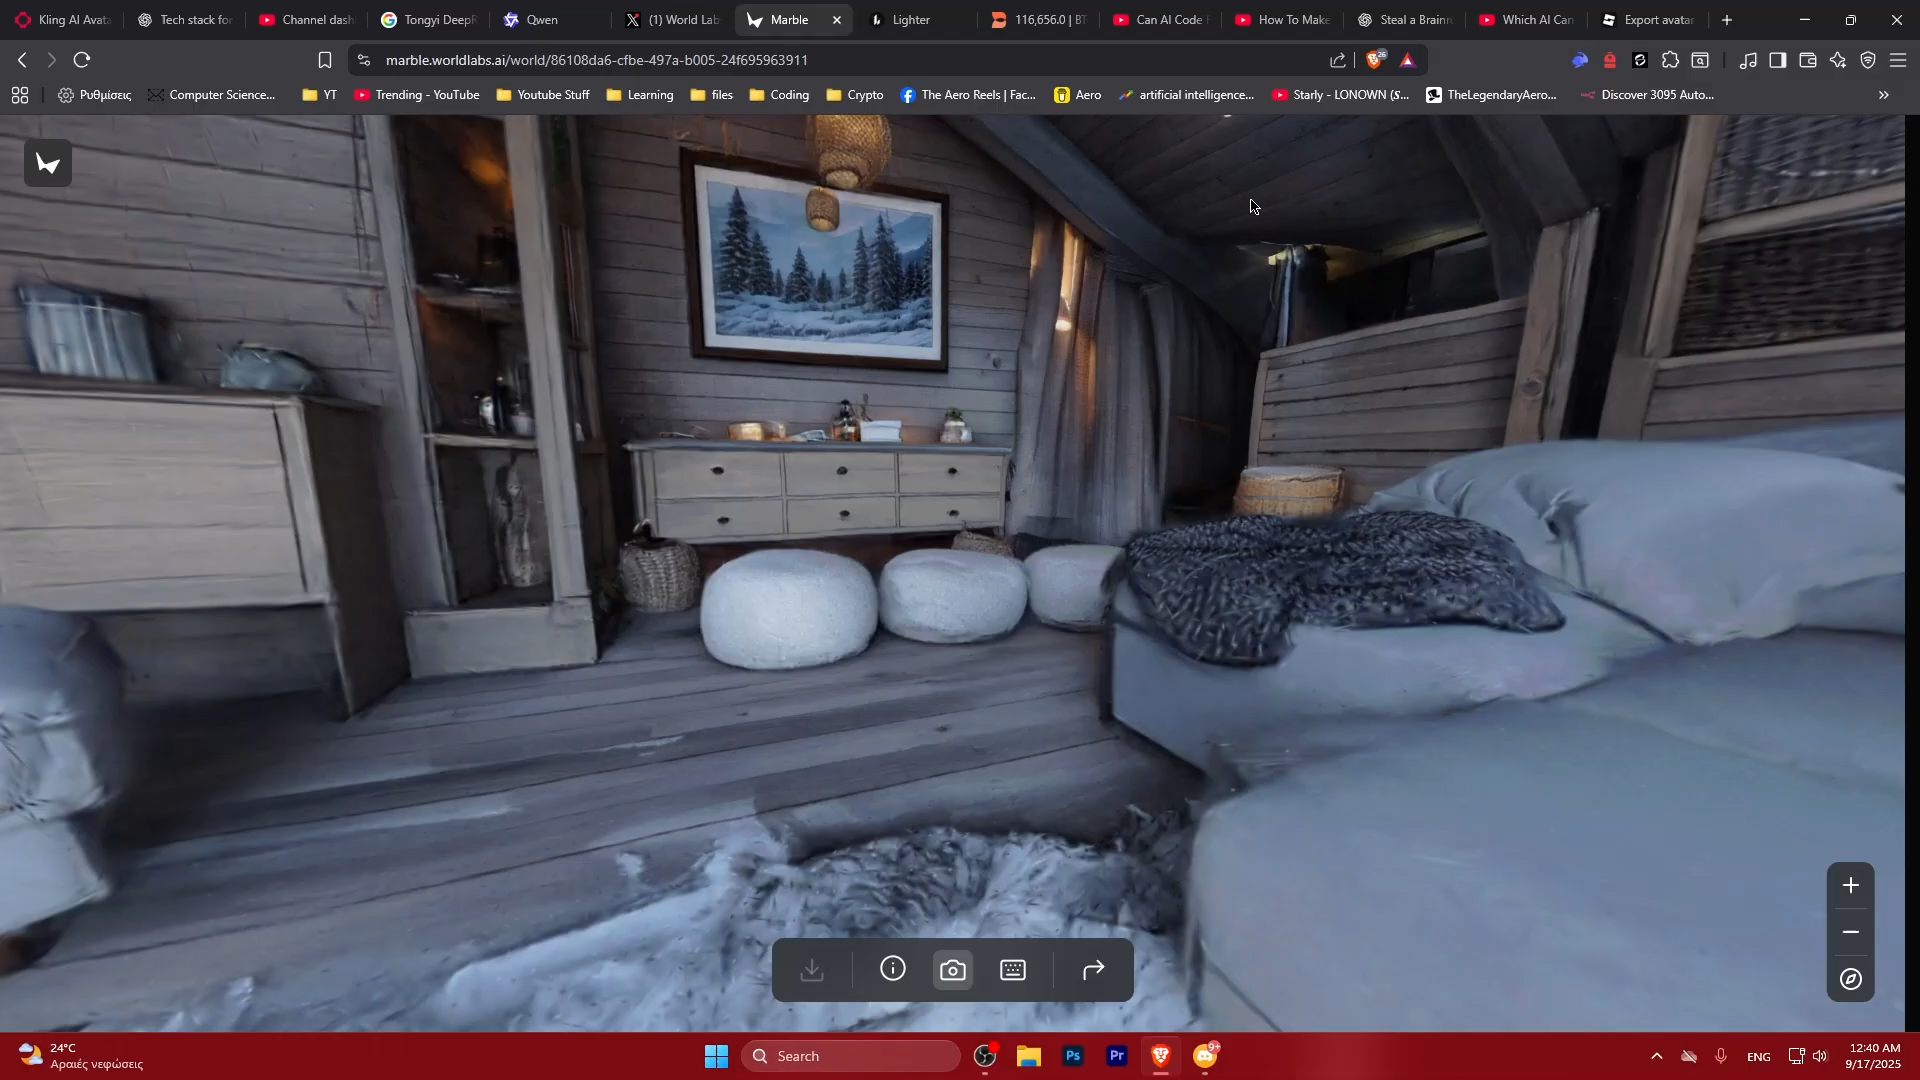 Kling AI Avata
Tech stack for
Channel dash
Tongyi DeepR
Qwen
(1) World Lab
Marble
Lighter
116,656.0 | BT
Can AI Code
How To Make
Steal a Brainr
Which AI Can
Export avatar
marble.worldlabs.ai/world/86108da6-cfbe-497a-b005-24f695963911
26
Ρυθμίσεις
Computer Science...
YT
Trending - YouTube
Youtube Stuff
Learning
files
Coding
Crypto
The Aero Reels | Fac...
Aero
artificial intelligence...
Starly - LONOWN (S...
TheLegendaryAero...
Discover 3095 Auto...
24°C
Αραιές νεφώσεις
Search
Ps
Pr
9+
ENG
12:40 AM
9/17/2025